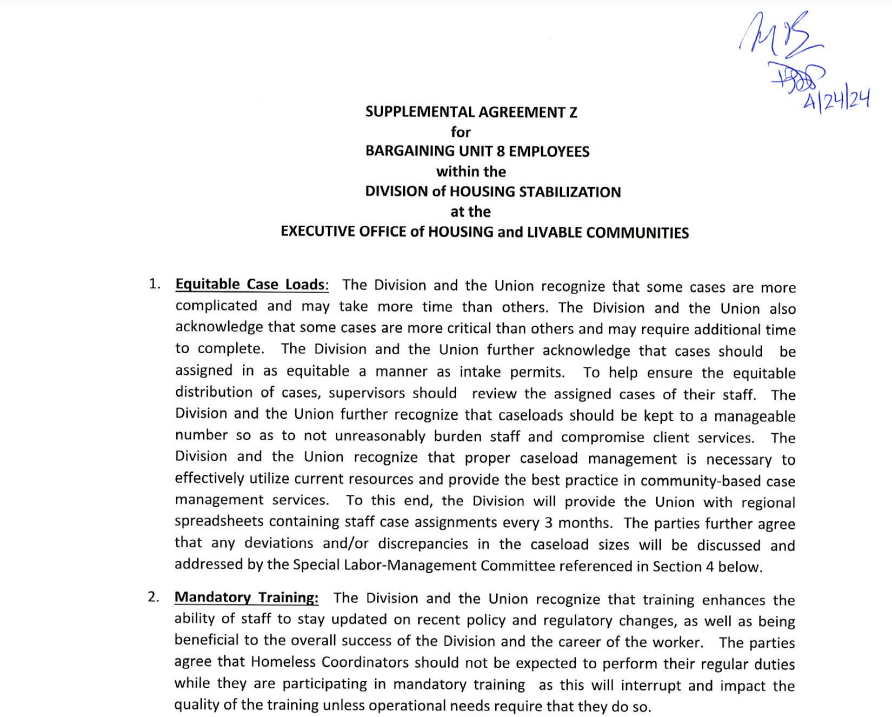 MB
4/24/24
SUPPLEMENTAL AGREEMENT Z
for
BARGAINING UNIT 8 EMPLOYEES
within the
DIVISION of HOUSING STABILIZATION
at the
EXECUTIVE OFFICE of HOUSING and LIVABLE COMMUNITIES
1. Equitable Case Loads: The Division and the Union recognize that some cases are more
complicated and may take more time than others. The Division and the Union also
acknowledge that some cases are more critical than others and may require additional time
to complete. The Division and the Union further acknowledge that cases should be
assigned in as equitable a manner as intake permits. To help ensure the equitable
distribution of cases, supervisors should review the assigned cases of their staff. The
Division and the Union further recognize that caseloads should be kept to a manageable
number so as to not unreasonably burden staff and compromise client services. The
Division and the Union recognize that proper caseload management is necessary to
effectively utilize current resources and provide the best practice in community-based case
management services. To this end, the Division will provide the Union with regional
spreadsheets containing staff case assignments every 3 months. The parties further agree
that any deviations and/or discrepancies in the caseload sizes will be discussed and
addressed by the Special Labor-Management Committee referenced in Section 4 below.
2. Mandatory Training: The Division and the Union recognize that training enhances the
ability of staff to stay updated on recent policy and regulatory changes, as well as being
beneficial to the overall success of the Division and the career of the worker. The parties
agree that Homeless Coordinators should not be expected to perform their regular duties
while they are participating in mandatory training as this will interrupt and impact the
quality of the training unless operational needs require that they do so.